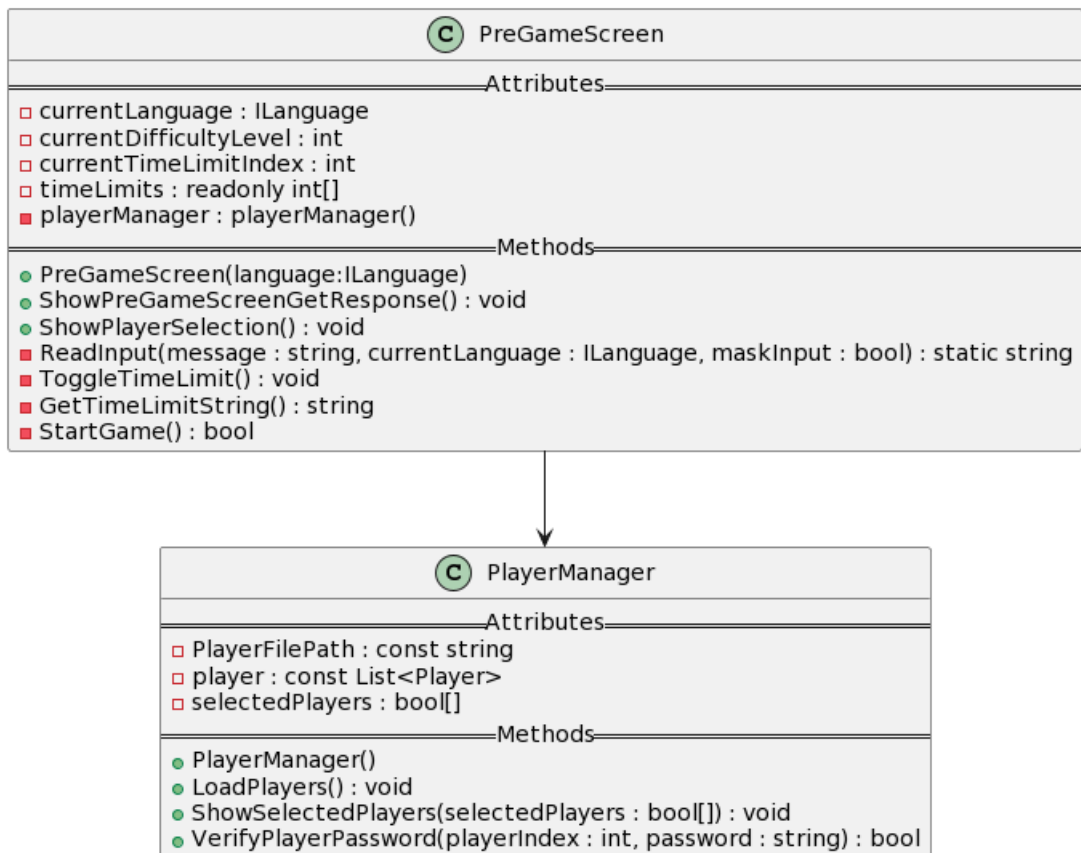 C PreGameScreen
Attributes
currentLanguage : ILanguage
currentDifficultyLevel : int
currentTimeLimitIndex : int
timeLimits : readonly int[]
playerManager : playerManager()
Methods
PreGameScreen(language:ILanguage)
ShowPreGameScreenGetResponse() : void
ShowPlayerSelection() : void
ReadInput(message : string, currentLanguage : ILanguage, maskInput : bool) : static string
ToggleTimeLimit() : void
GetTimeLimitString() : string
StartGame() : bool
C PlayerManager
Attributes
PlayerFilePath : const string
player : const List<Player>
selectedPlayers : bool[]
Methods
PlayerManager()
LoadPlayers() : void
ShowSelectedPlayers(selectedPlayers : bool[]) : void
VerifyPlayerPassword(playerIndex : int, password : string) : bool